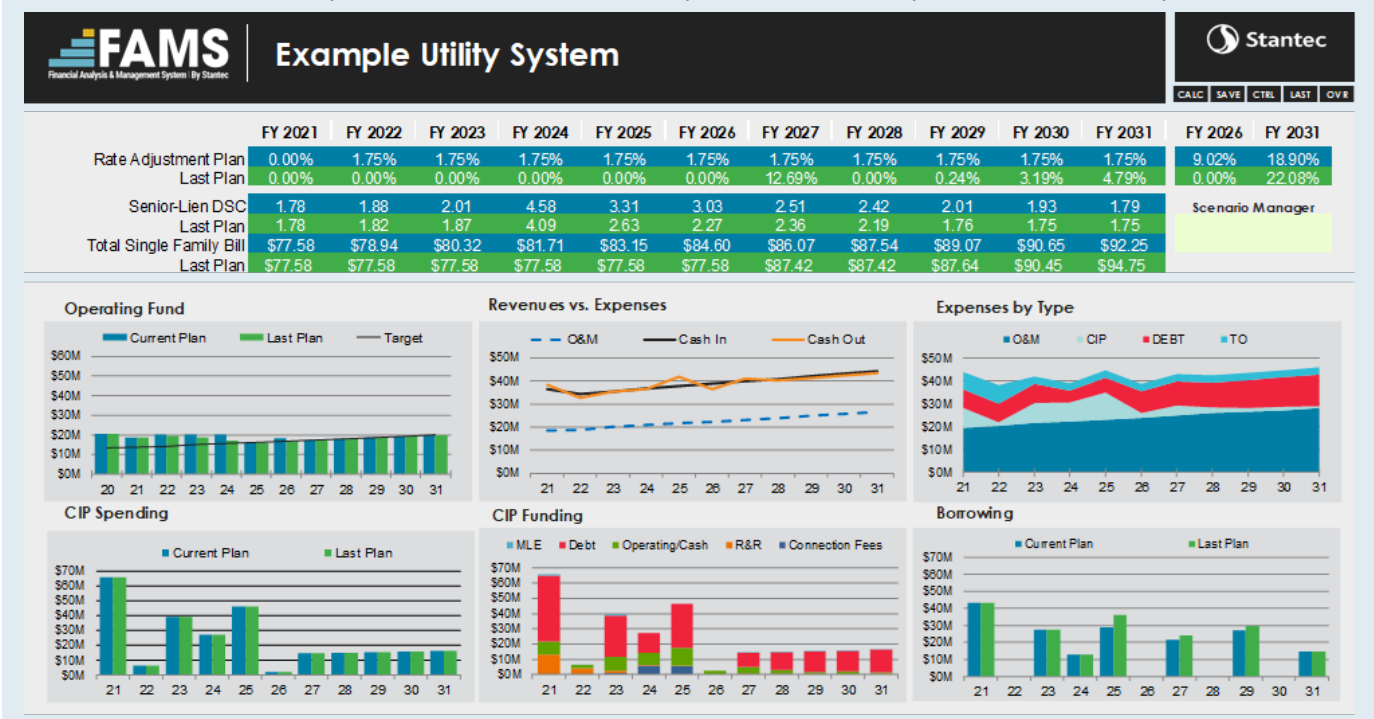 FAMS
Financial Analysis & Management System | By Stantec
Example Utility System
Stantec
CALC SAVE CTRL LAST OVR
FY 2021 FY 2022 FY 2023 FY 2024 FY 2025 FY 2026 FY 2027 FY 2028 FY 2029 FY 2030 FY 2031 FY 2026 FY 2031
Rate Adjustment Plan 0.00% 1.75% 1.75% 1.75% 1.75% 1.75% 1.75% 1.75% 1.75% 1.75% 1.75% 9.02% 18.90%
Last Plan 0.00% 0.00% 0.00% 0.00% 0.00% 0.00% 12.69% 0.00% 0.24% 3.19% 4.79% 0.00% 22.08%
Senior-Lien DSC 1.78 1.88 2.01 4.58 3.31 3.03 2.51 2.42 2.01 1.93 1.79 Scenario Manager
Last Plan 1.78 1.82 1.87 4.09 2.63 2.27 2.36 2.19 1.76 1.75 1.75
Total Single Family Bill $77.58 $78.94 $80.32 $81.71 $83.15 $84.60 $86.07 $87.54 $89.07 $90.65 $92.25
Last Plan $77.58 $77.58 $77.58 $77.58 $77.58 $77.58 $87.42 $87.42 $87.64 $90.45 $94.75
Operating Fund
Current Plan Last Plan Target
$60M
$50M
$40M
$30M
$20M
$10M
$0M
20 21 22 23 24 25 26 27 28 29 30 31
Revenues vs. Expenses
O&M Cash In Cash Out
$50M
$40M
$30M
$20M
$10M
$0M
21 22 23 24 25 26 27 28 29 30 31
Expenses by Type
O&M CIP DEBT TO
$50M
$40M
$30M
$20M
$10M
$0M
21 22 23 24 25 26 27 28 29 30 31
CIP Spending
Current Plan Last Plan
$70M
$60M
$50M
$40M
$30M
$20M
$10M
$0M
21 22 23 24 25 26 27 28 29 30 31
CIP Funding
MLE Debt Operating/Cash R&R Connection Fees
$70M
$60M
$50M
$40M
$30M
$20M
$10M
$0M
21 22 23 24 25 26 27 28 29 30 31
Borrowing
Current Plan Last Plan
$70M
$60M
$50M
$40M
$30M
$20M
$10M
$0M
21 22 23 24 25 26 27 28 29 30 31